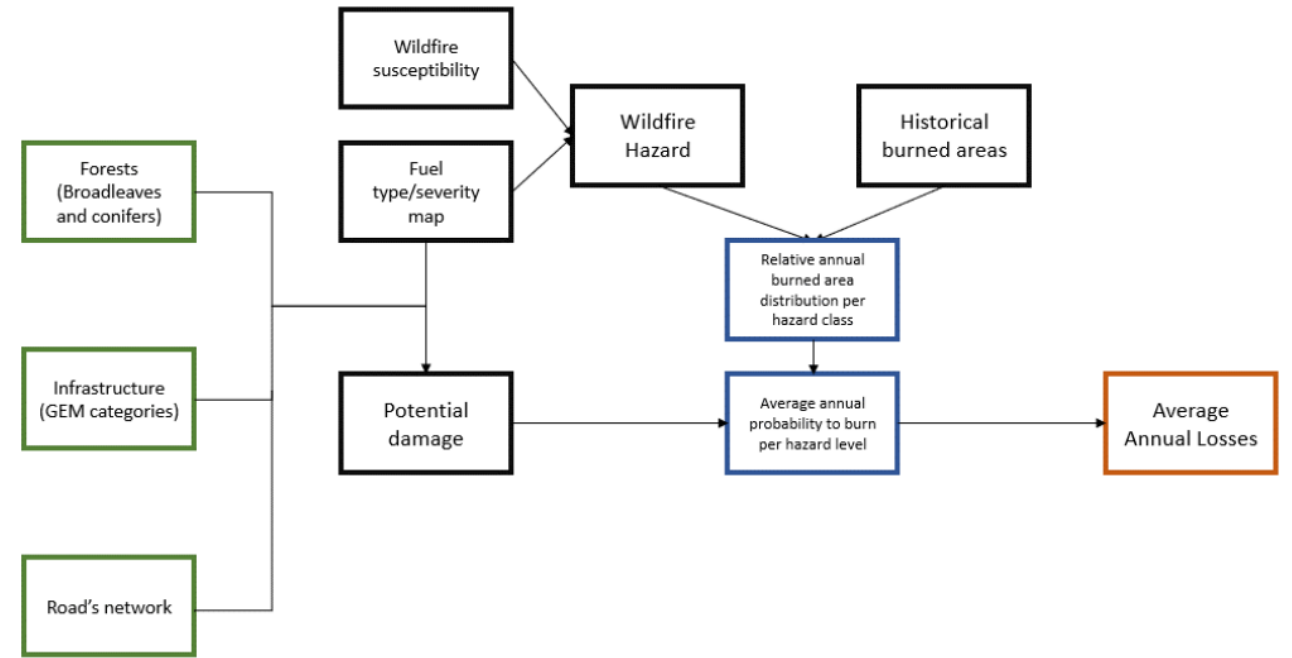 Wildfire
susceptibility
Wildfire
Hazard
Historical
burned areas
Forests
(Broadleaves
and conifers)
Fuel
type/severity
map
Relative annual
burned area
distribution per
hazard class
Infrastructure
(GEM categories)
Potential
damage
Average annual
probability to burn
per hazard level
Average
Annual Losses
Road’s network